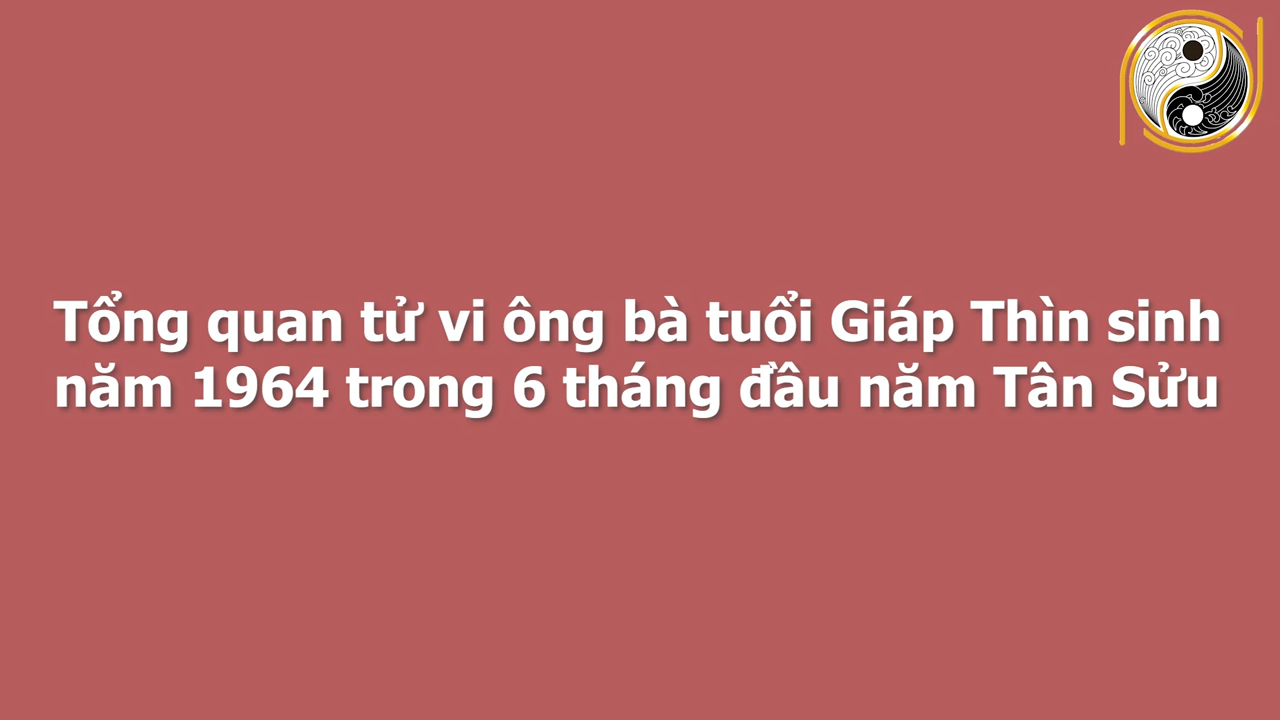 Tổng quan tử vi ông bà tuổi Giáp Thìn sinh
năm 1964 trong 6 tháng đầu năm Tân Sửu